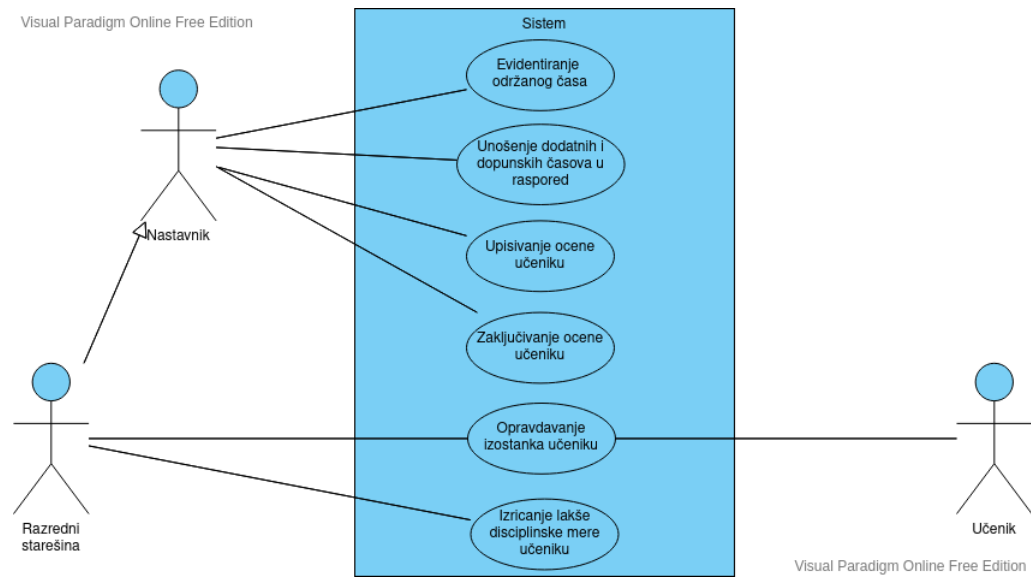 Visual Paradigm Online Free Edition
Sistem
Evidentiranje
održanog časa
Unošenje dodatnih i
dopunskih časova u
raspored
Nastavnik
Upisivanje ocene
učeniku
Zaključivanje ocene
učeniku
Opravdavanje
izostanka učeniku
Razredni
starešina
Izricanje lakše
disciplinske mere
učeniku
Učenik
Visual Paradigm Online Free Edition